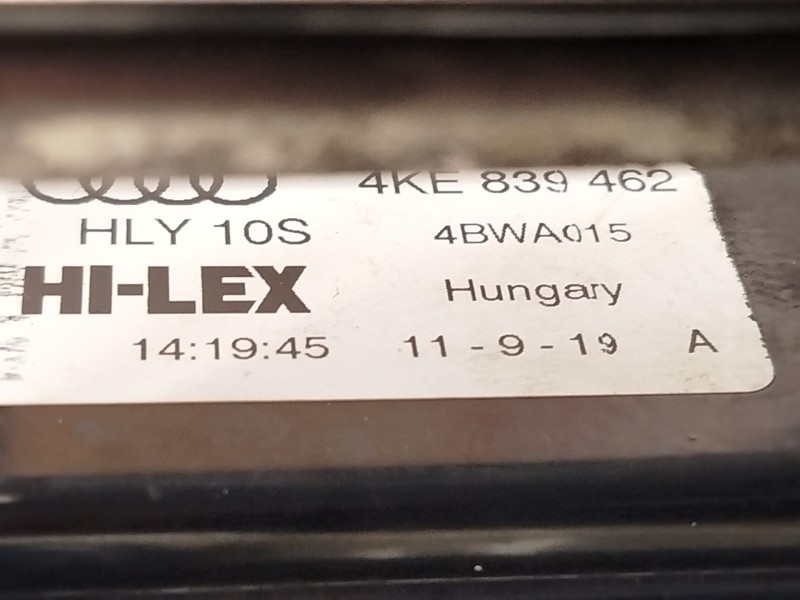 4KE 839 462
HLY 10S 4BWA015
HI-LEX Hungary
14:19:45 11 - 9 - 19 A